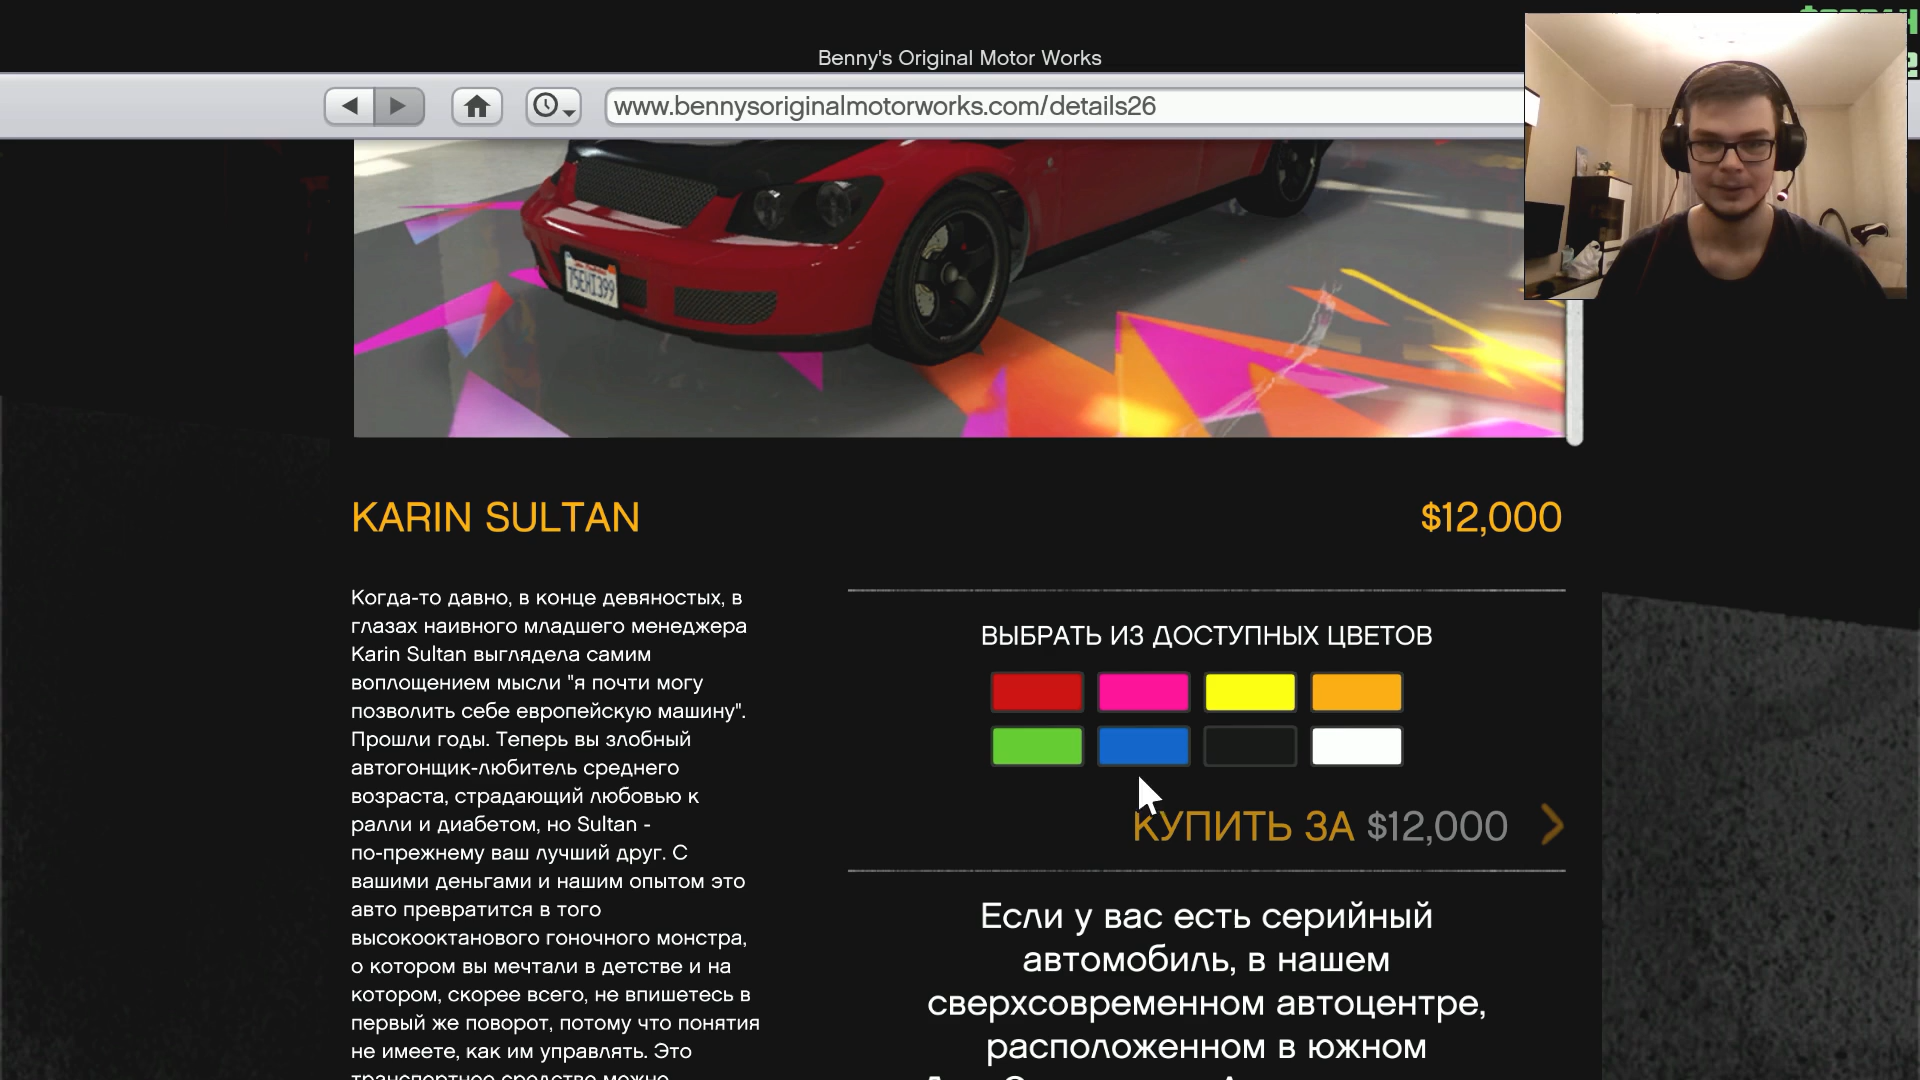 Benny's Original Motor Works
www.bennysoriginalmotorworks.com/details26
75EHI399
KARIN SULTAN
$12,000
Когда-то давно, в конце девяностых, в
глазах наивного младшего менеджера
Karin Sultan выглядела самим
воплощением мысли "я почти могу
позволить себе европейскую машину".
Прошли годы. Теперь вы злобный
автогонщик-любитель среднего
возраста, страдающий любовью к
ралли и диабетом, но Sultan -
по-прежнему ваш лучший друг. С
вашими деньгами и нашим опытом это
авто превратится в того
высокооктанового гоночного монстра,
о котором вы мечтали в детстве и на
котором, скорее всего, не впишетесь в
первый же поворот, потому что понятия
не имеете, как им управлять. Это
транспортное средство можно
ВЫБРАТЬ ИЗ ДОСТУПНЫХ ЦВЕТОВ
КУПИТЬ ЗА $12,000
Если у вас есть серийный
автомобиль, в нашем
сверхсовременном автоцентре,
расположенном в южном